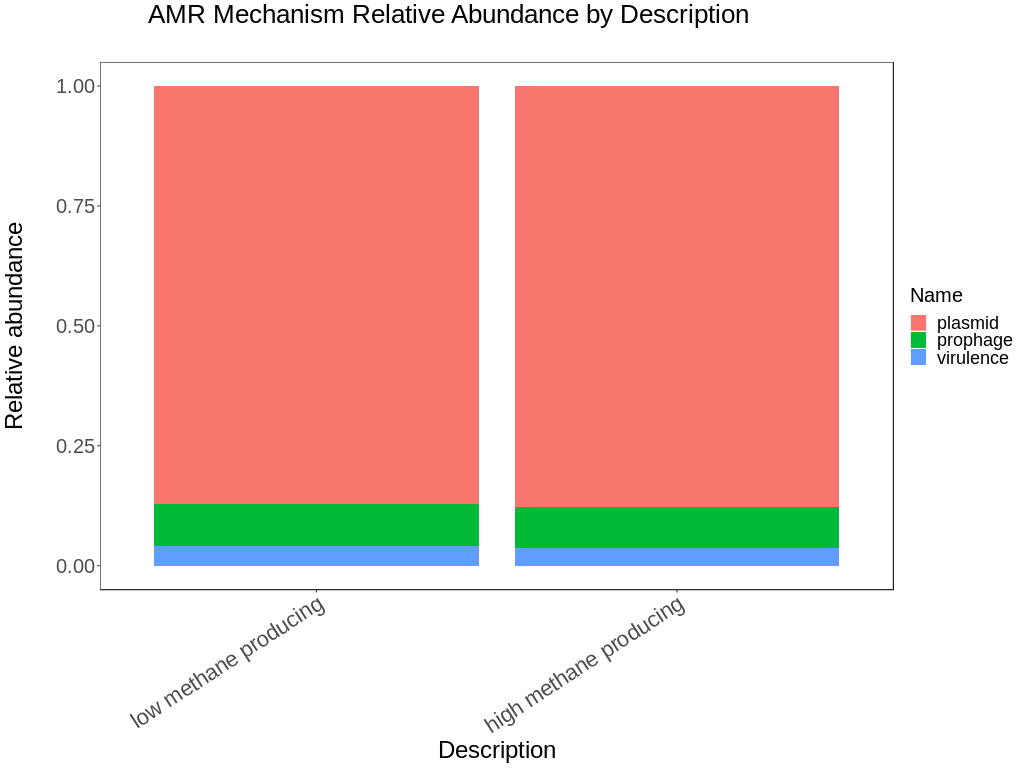 AMR Mechanism Relative Abundance by Description
Relative abundance
1.00
0.75
0.50
0.25
0.00
low methane producing
high methane producing
Description
Name
plasmid
prophage
virulence